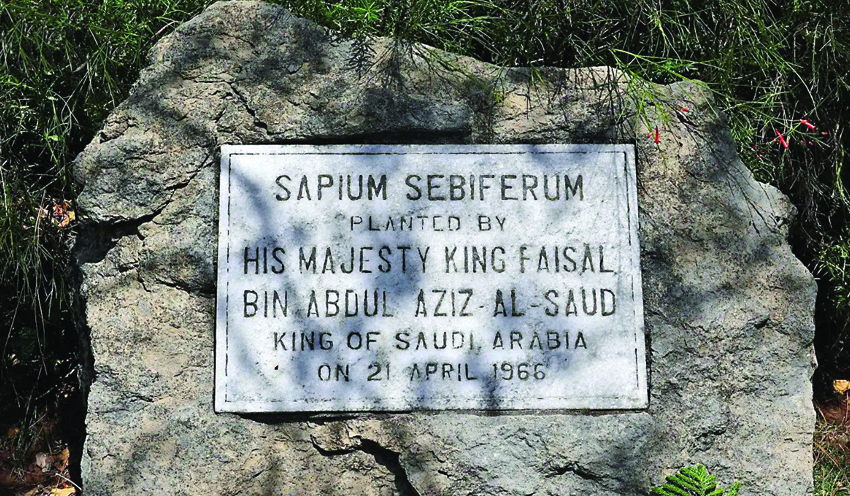 SAPIUM SEBIFERUM
PLANTED BY
HIS MAJESTY KING FAISAL
BIN ABDUL AZIZ-AL-SAUD
KING OF SAUDI ARABIA
ON 21 APRIL 1966